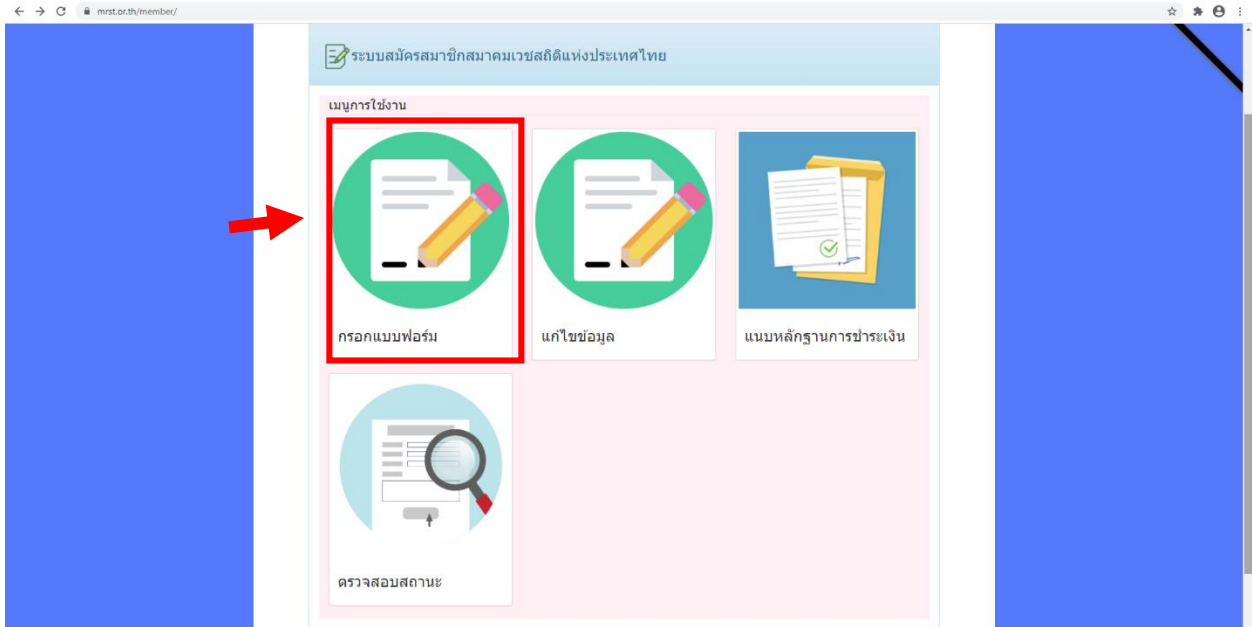 mrst.or.th/member/
ระบบสมัครสมาชิกสมาคมเวชสถิติแห่งประเทศไทย
เมนูการใช้งาน
กรอกแบบฟอร์ม
แก้ไขข้อมูล
แนบหลักฐานการชำระเงิน
ตรวจสอบสถานะ